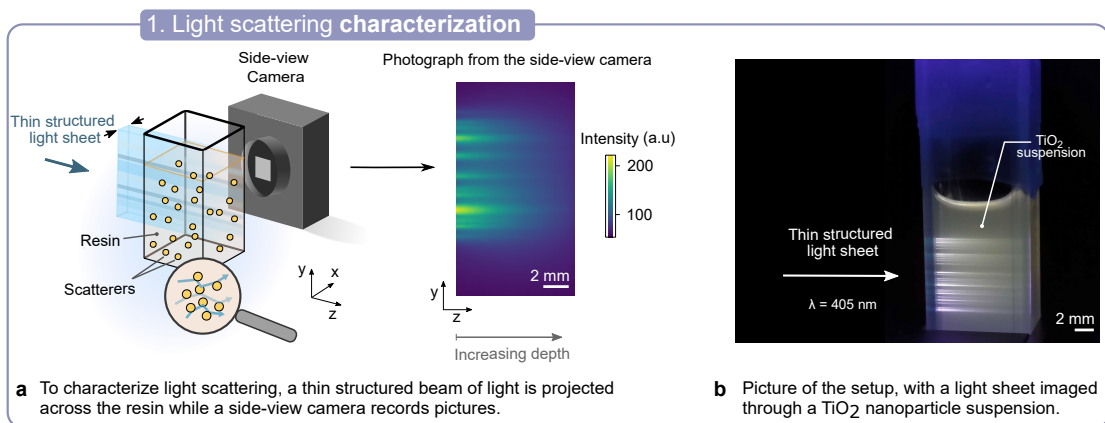 1. Light scattering characterization
Side-view
Camera
Photograph from the side-view camera
Thin structured
light sheet
Intensity (a.u)
200
100
TiO2
suspension
Resin
Scatterers
y
x
z
2 mm
y
z
Increasing depth
Thin structured
light sheet
λ = 405 nm
2 mm
a To characterize light scattering, a thin structured beam of light is projected
across the resin while a side-view camera records pictures.
b Picture of the setup, with a light sheet imaged
through a TiO2 nanoparticle suspension.